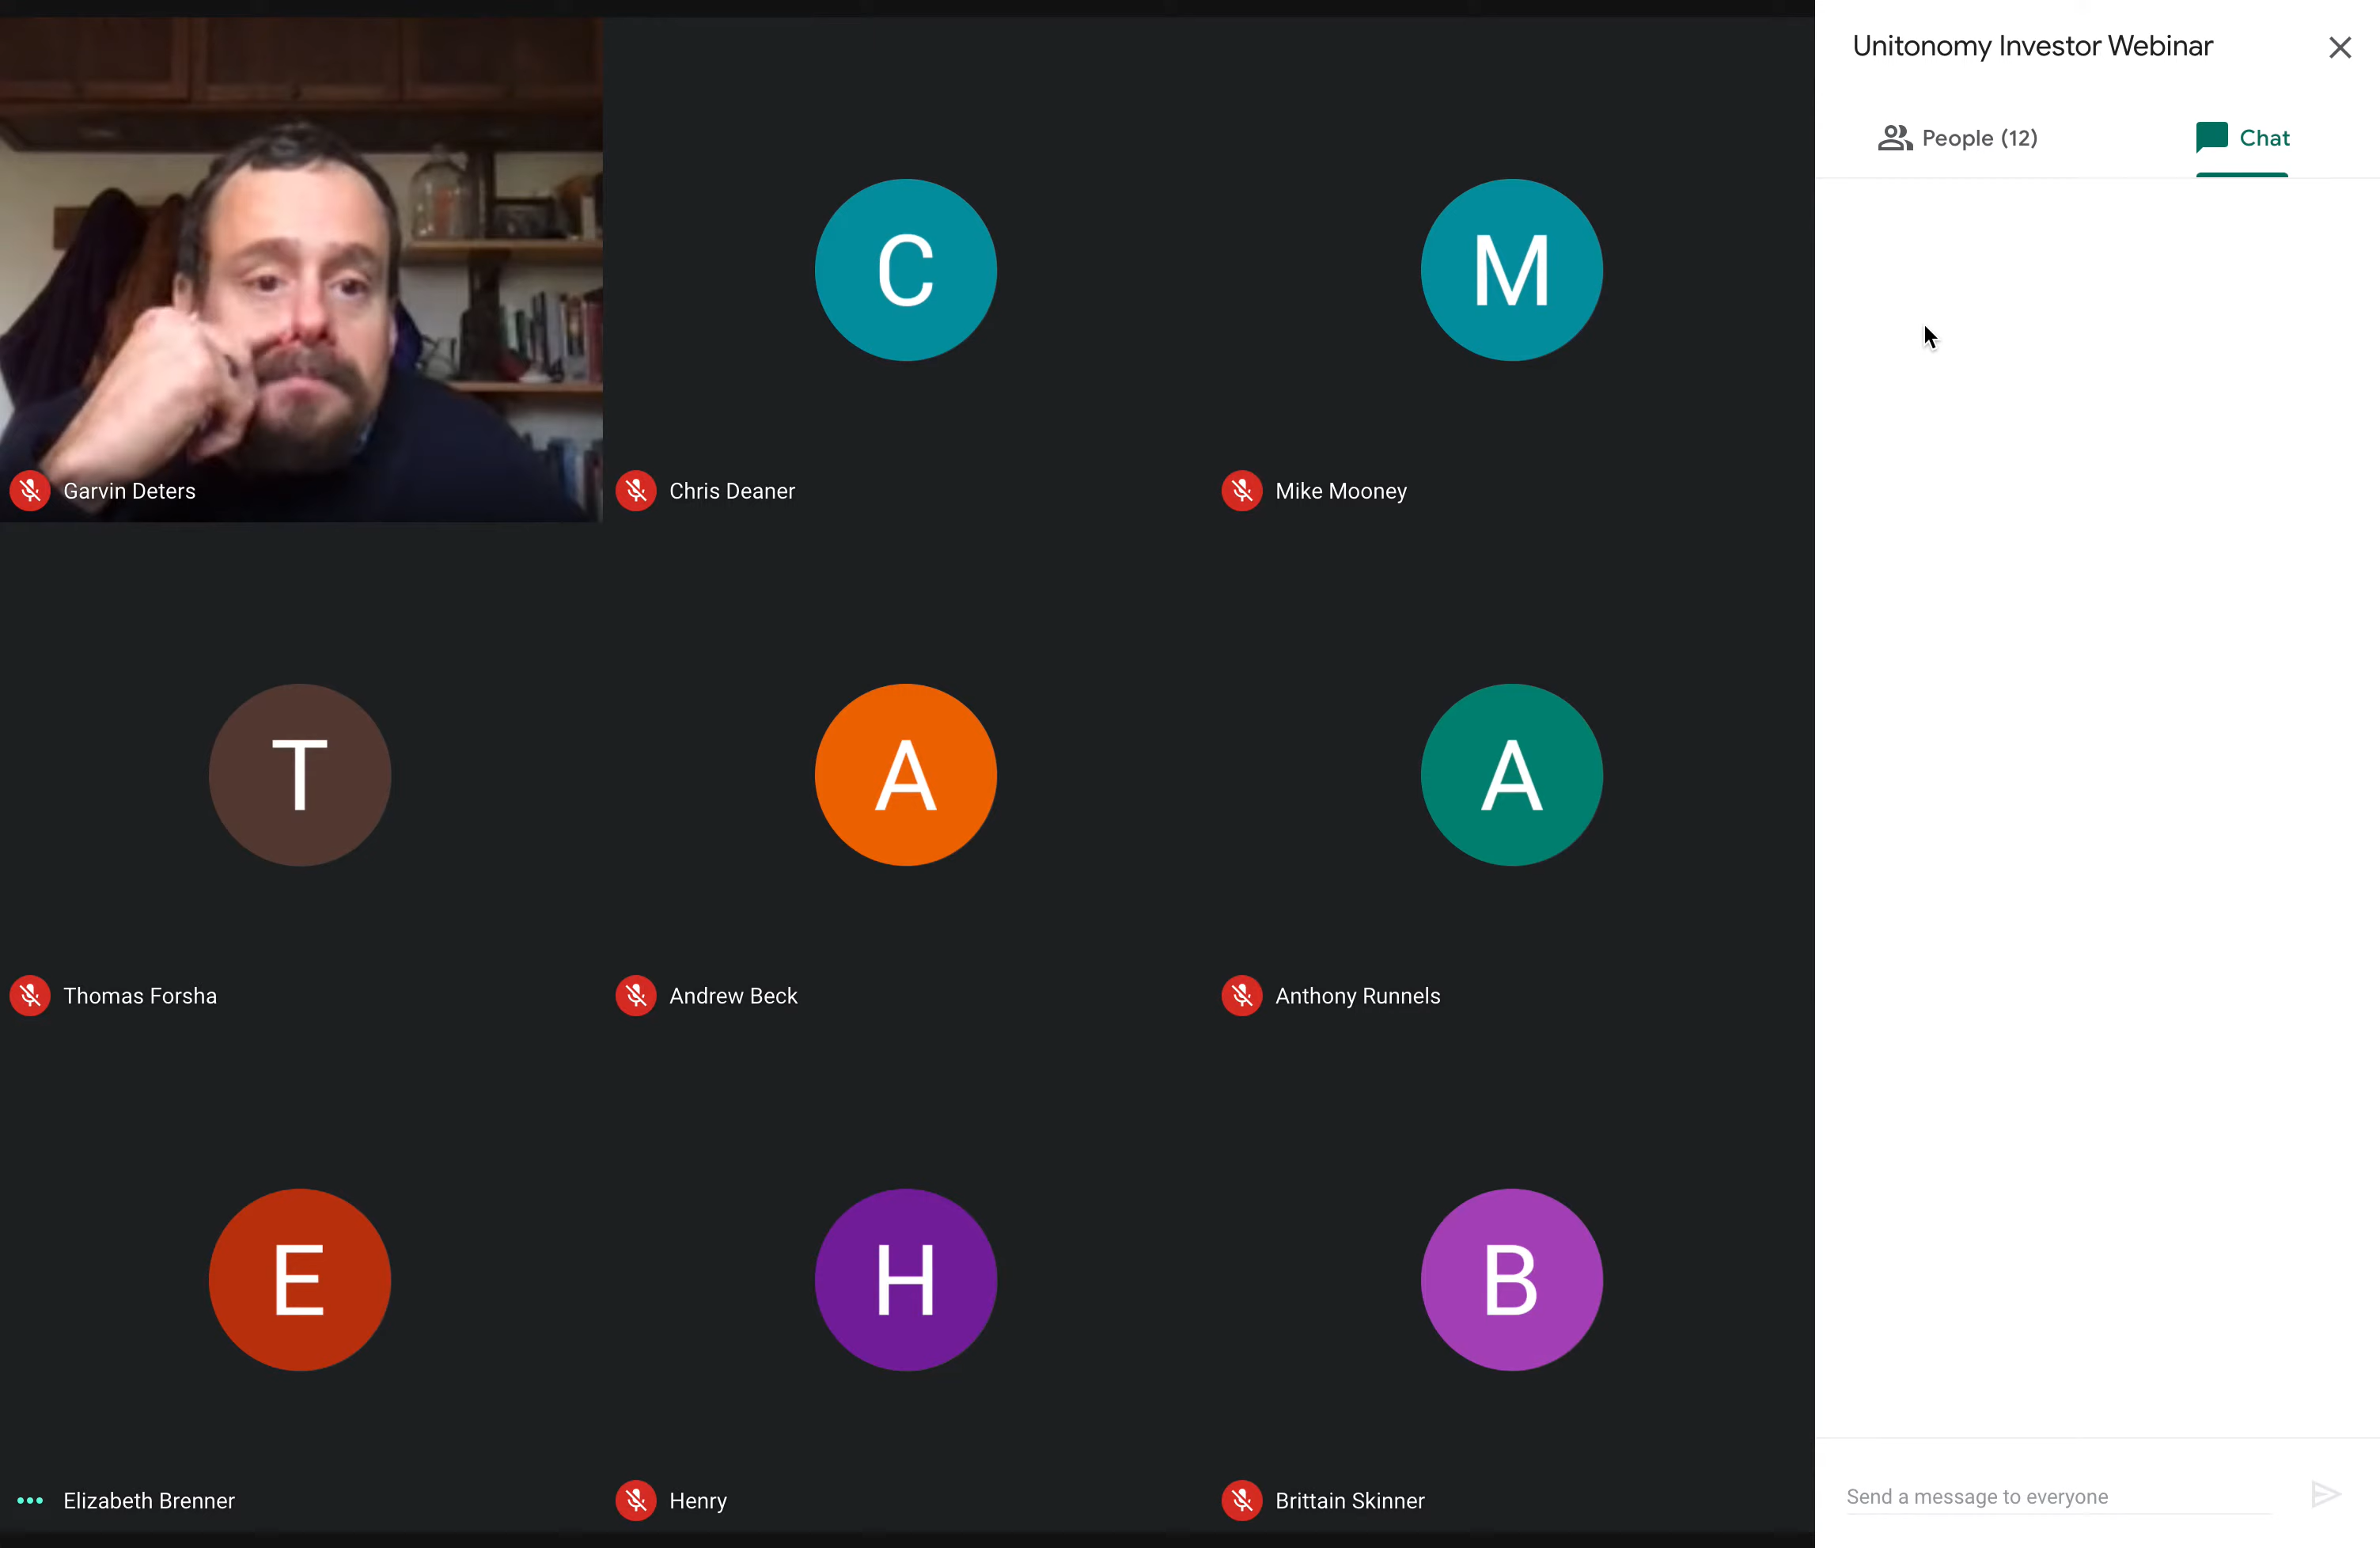 Unitonomy Investor Webinar
People (12)
Chat
C
M
Garvin Deters
Chris Deaner
Mike Mooney
T
A
A
Thomas Forsha
Andrew Beck
Anthony Runnels
E
H
B
Elizabeth Brenner
Henry
Brittain Skinner
Send a message to everyone